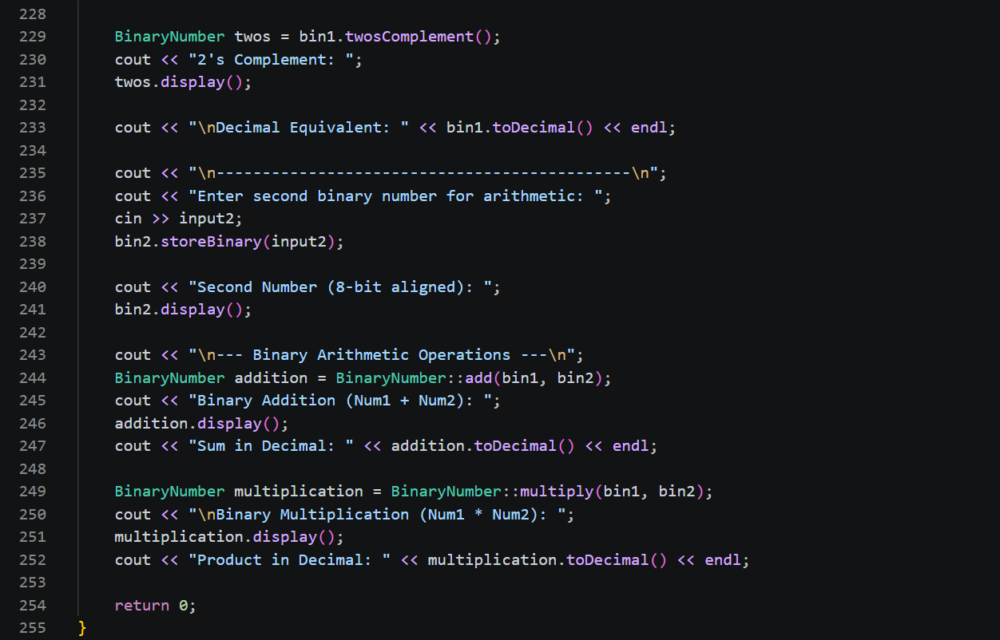 228
229 BinaryNumber twos = bin1.twosComplement();
230 cout << "2's Complement: ";
231 twos.display();
232
233 cout << "\nDecimal Equivalent: " << bin1.toDecimal() << endl;
234
235 cout << "\n---------------------------------------------\n";
236 cout << "Enter second binary number for arithmetic: ";
237 cin >> input2;
238 bin2.storeBinary(input2);
239
240 cout << "Second Number (8-bit aligned): ";
241 bin2.display();
242
243 cout << "\n--- Binary Arithmetic Operations ---\n";
244 BinaryNumber addition = BinaryNumber::add(bin1, bin2);
245 cout << "Binary Addition (Num1 + Num2): ";
246 addition.display();
247 cout << "Sum in Decimal: " << addition.toDecimal() << endl;
248
249 BinaryNumber multiplication = BinaryNumber::multiply(bin1, bin2);
250 cout << "\nBinary Multiplication (Num1 * Num2): ";
251 multiplication.display();
252 cout << "Product in Decimal: " << multiplication.toDecimal() << endl;
253
254 return 0;
255 }